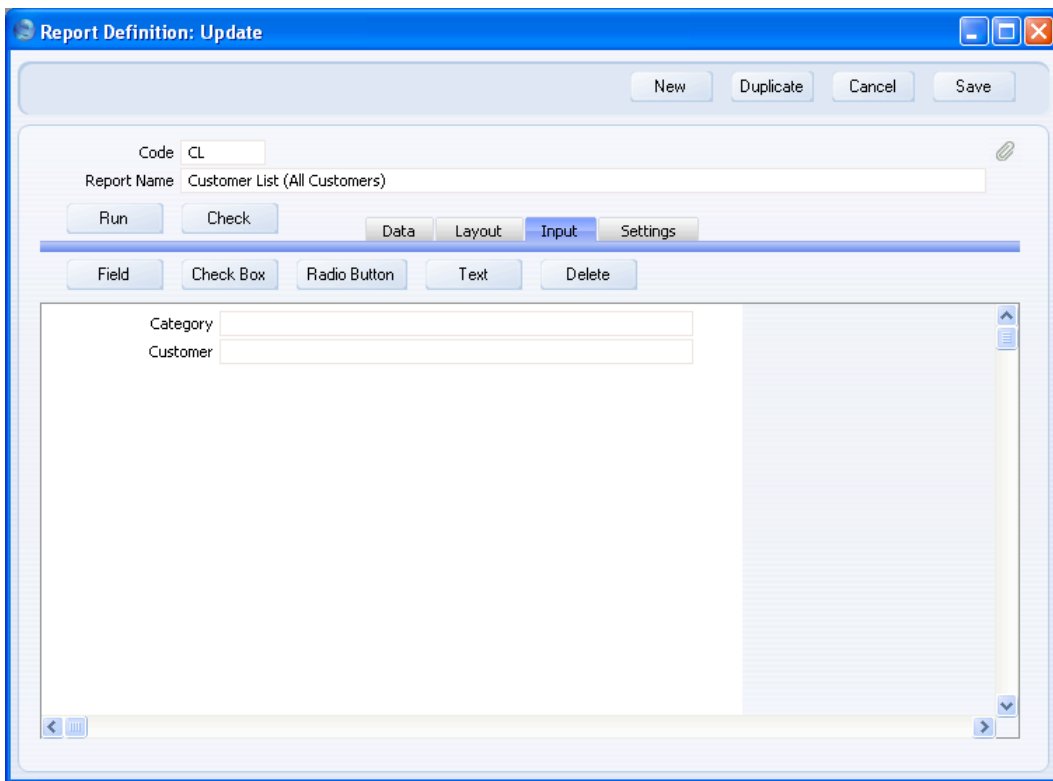 Report Definition: Update
New Duplicate Cancel Save
Code CL
Report Name Customer List (All Customers)
Run Check Data Layout Input Settings
Field Check Box Radio Button Text Delete
Category
Customer